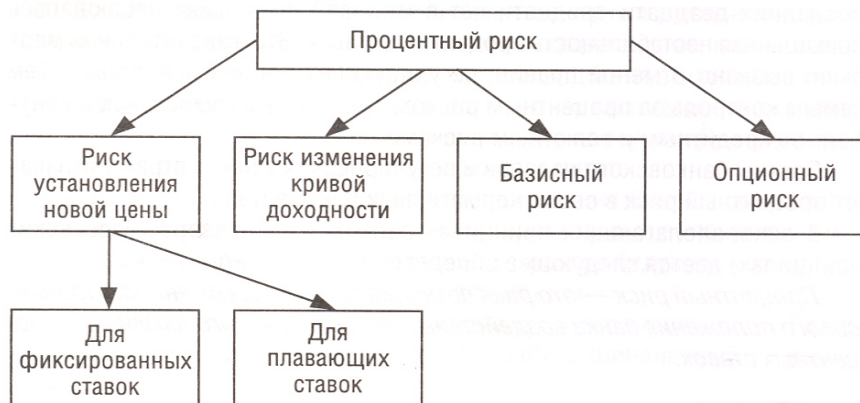 Процентный риск
Риск
установления
новой цены
Риск изменения
кривой
доходности
Базисный
риск
Опционный
риск
Для
фиксированных
ставок
Для
плавающих
ставок